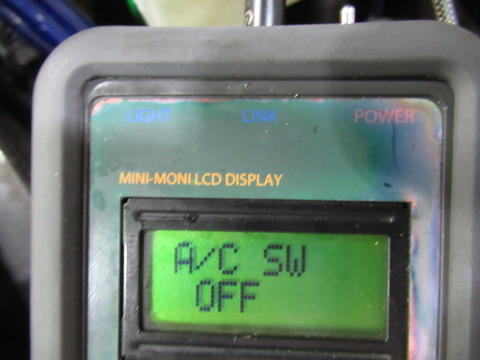 LIGHT LINK POWER
MINI-MONI LCD DISPLAY
A/C SW
OFF